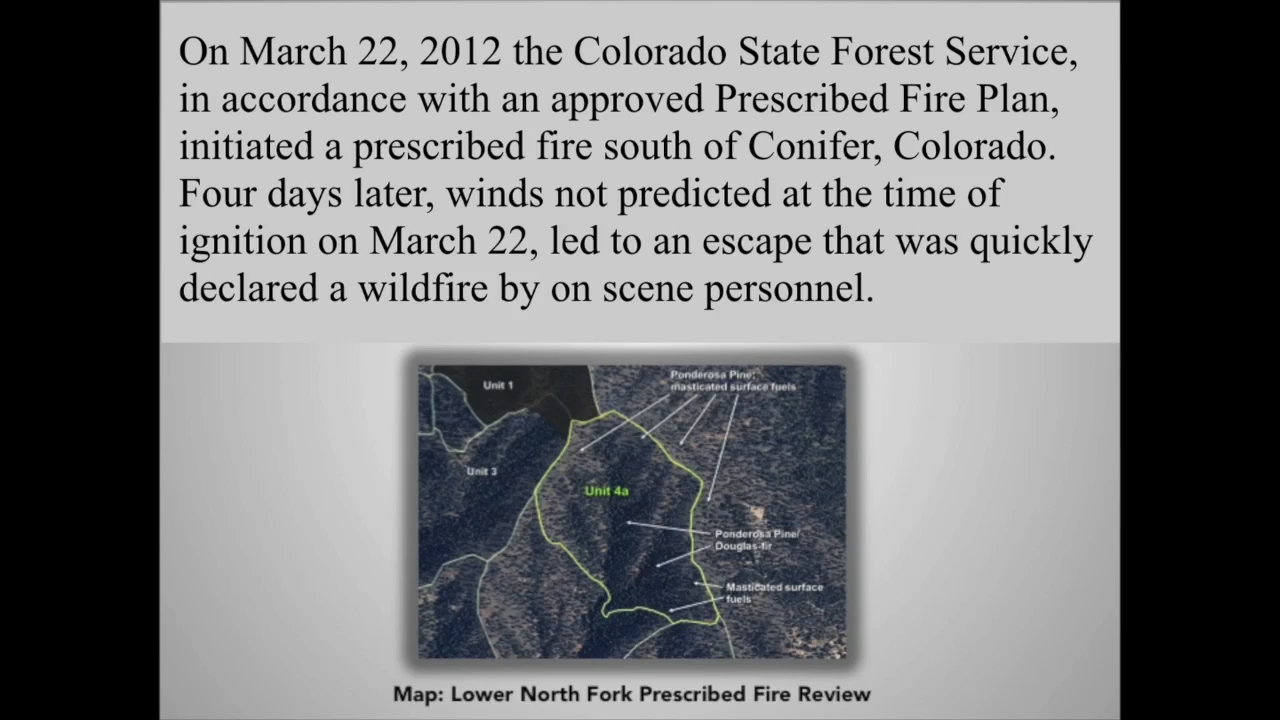 On March 22, 2012 the Colorado State Forest Service,
in accordance with an approved Prescribed Fire Plan,
initiated a prescribed fire south of Conifer, Colorado.
Four days later, winds not predicted at the time of
ignition on March 22, led to an escape that was quickly
declared a wildfire by on scene personnel.
Unit 1
Ponderosa Pine;
masticated surface fuels
Unit 3
Unit 4a
Ponderosa Pine/
Douglas-fir
Masticated surface
fuels
Map: Lower North Fork Prescribed Fire Review